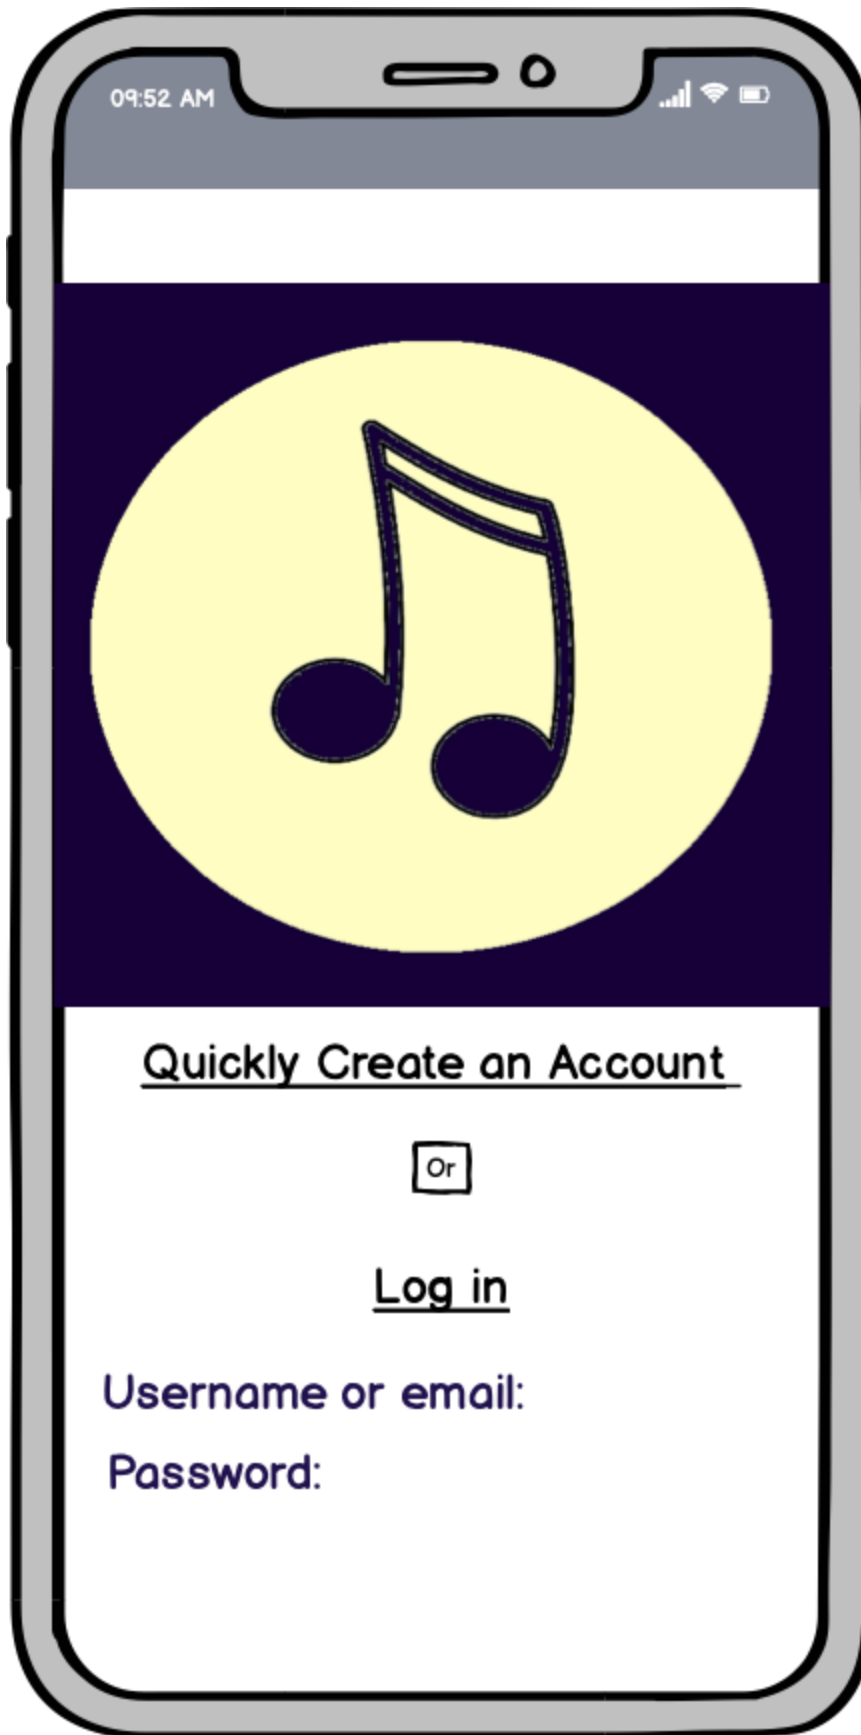 09:52 AM
Quickly Create an Account
Or
Log in
Username or email:
Password: